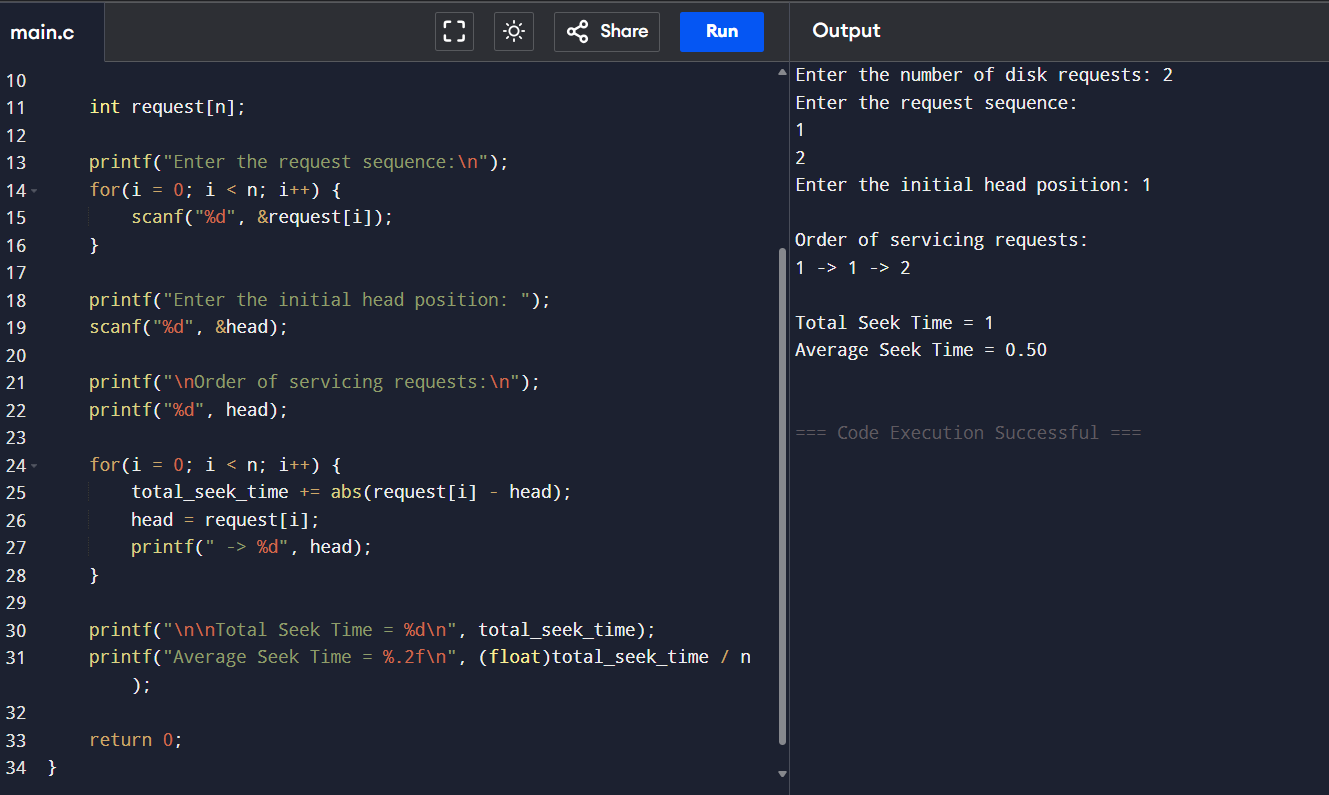 main.c
Share
Run
Output
10
11     int request[n];
12
13     printf("Enter the request sequence:\n");
14     for(i = 0; i < n; i++) {
15         scanf("%d", &request[i]);
16     }
17
18     printf("Enter the initial head position: ");
19     scanf("%d", &head);
20
21     printf("\nOrder of servicing requests:\n");
22     printf("%d", head);
23
24     for(i = 0; i < n; i++) {
25         total_seek_time += abs(request[i] - head);
26         head = request[i];
27         printf(" -> %d", head);
28     }
29
30     printf("\n\nTotal Seek Time = %d\n", total_seek_time);
31     printf("Average Seek Time = %.2f\n", (float)total_seek_time / n
           );
32
33     return 0;
34 }
Enter the number of disk requests: 2
Enter the request sequence:
1
2
Enter the initial head position: 1
Order of servicing requests:
1 -> 1 -> 2
Total Seek Time = 1
Average Seek Time = 0.50
=== Code Execution Successful ===